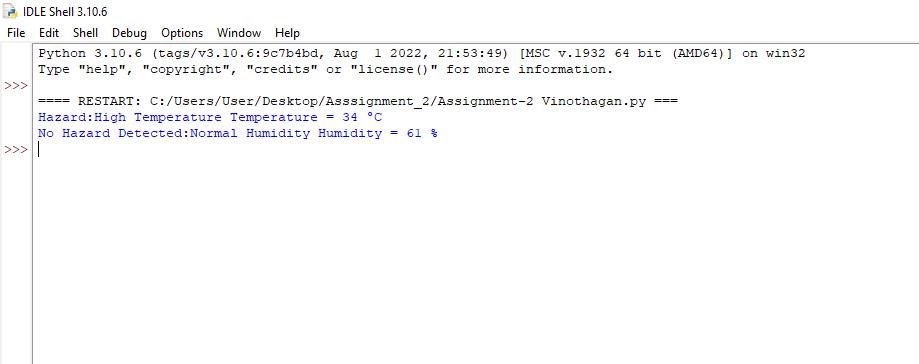 IDLE Shell 3.10.6
File Edit Shell Debug Options Window Help
Python 3.10.6 (tags/v3.10.6:9c7b4bd, Aug  1 2022, 21:53:49) [MSC v.1932 64 bit (AMD64)] on win32
Type "help", "copyright", "credits" or "license()" for more information.
>>>
==== RESTART: C:/Users/User/Desktop/Asssignment_2/Assignment-2 Vinothagan.py ===
Hazard:High Temperature Temperature = 34 °C
No Hazard Detected:Normal Humidity Humidity = 61 %
>>>